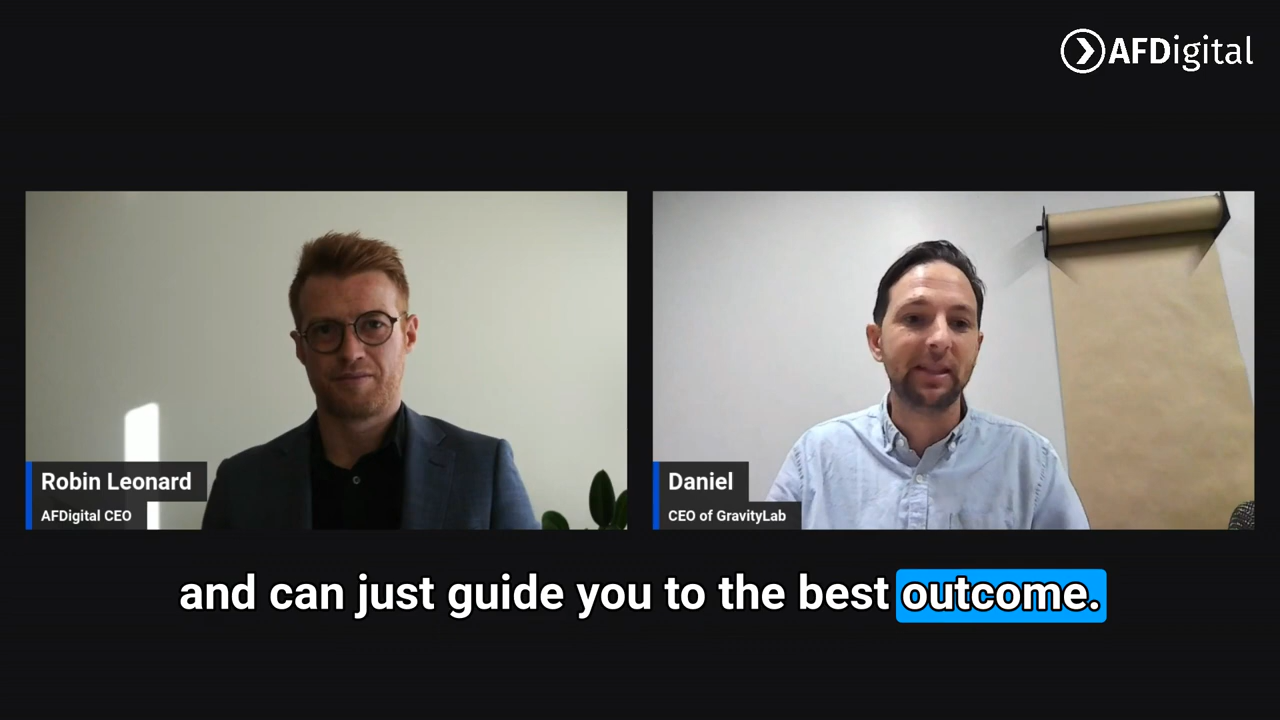 AFDigital
Robin Leonard
AFDigital CEO
Daniel
CEO of GravityLab
and can just guide you to the best outcome.